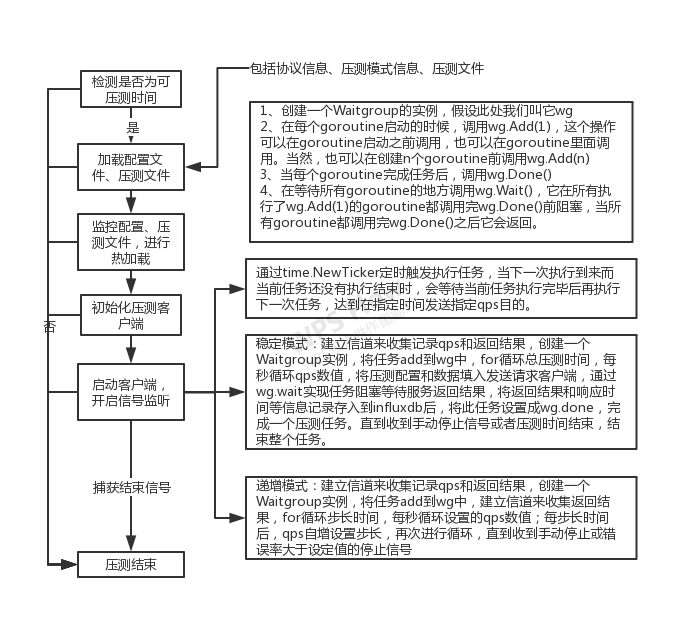 包括协议信息、压测模式信息、压测文件
检测是否为可
压测时间
是
加载配置文
件、压测文件
监控配置、压
测文件，进行
热加载
初始化压测客
户端
否
启动客户端，
开启信号监听
捕获结束信号
压测结束
1、创建一个Waitgroup的实例，假设此处我们叫它wg
2、在每个goroutine启动的时候，调用wg.Add(1)，这个操作
可以在goroutine启动之前调用，也可以在goroutine里面调
用。当然，也可以在创建n个goroutine前调用wg.Add(n)
3、当每个goroutine完成任务后，调用wg.Done()
4、在等待所有goroutine的地方调用wg.Wait()，它在所有执
行了wg.Add(1)的goroutine都调用完wg.Done()前阻塞，当所
有goroutine都调用完wg.Done()之后它会返回。
通过time.NewTicker定时触发执行任务，当下一次执行到来而
当前任务还没有执行结束时，会等待当前任务执行完毕后再执行
下一次任务，达到在指定时间发送指定qps目的。
稳定模式：建立信道来收集记录qps和返回结果，创建一个
Waitgroup实例，将任务add到wg中，for循环总压测时间，每
秒循环qps数值，将压测配置和数据填入发送请求客户端，通过
wg.wait实现任务阻塞等待服务返回结果，将返回结果和响应时
间等信息记录存入到influxdb后，将此任务设置成wg.done，完
成一个压测任务。直到收到手动停止信号或者压测时间结束，结
束整个任务。
递增模式：建立信道来收集记录qps和返回结果，创建一个
Waitgroup实例，将任务add到wg中，建立信道来收集返回结
果，for循环步长时间，每秒循环设置的qps数值；每步长时间
后，qps自增设置步长，再次进行循环，直到收到手动停止或错
误率大于设定值的停止信号